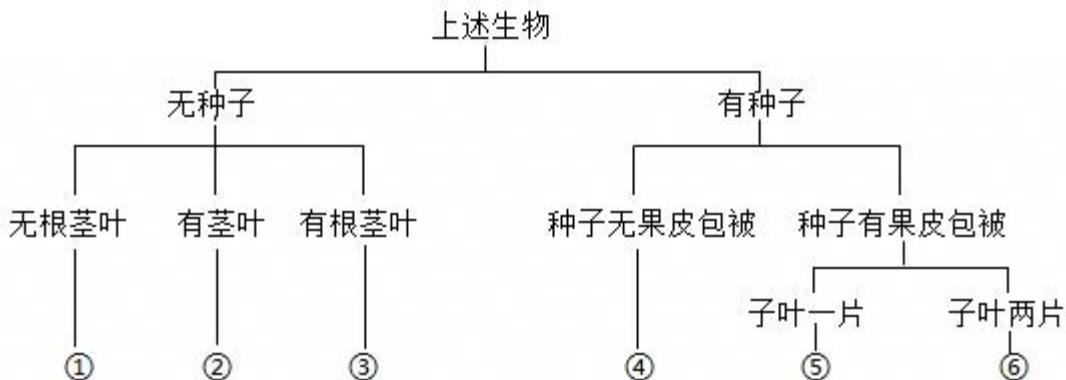 上述生物
无种子 有种子
无根茎叶 有茎叶 有根茎叶 种子无果皮包被 种子有果皮包被
子叶一片 子叶两片
① ② ③ ④ ⑤ ⑥